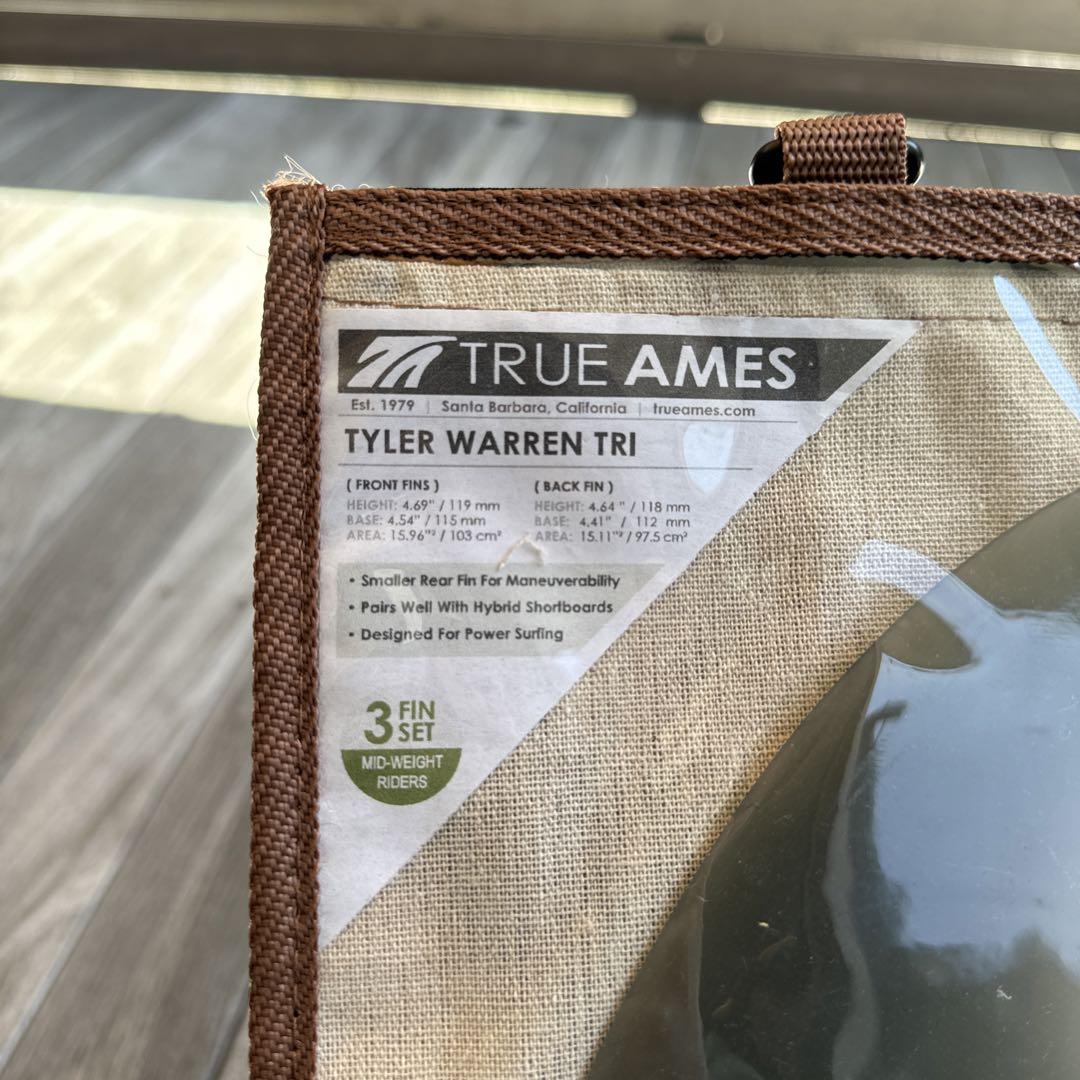 TRUE AMES
Est. 1979 | Santa Barbara, California | trueames.com
TYLER WARREN TRI
( FRONT FINS ) ( BACK FIN )
HEIGHT: 4.69" / 119 mm HEIGHT: 4.64 " / 118 mm
BASE: 4.54" / 115 mm BASE: 4.41" / 112 mm
AREA: 15.96"² / 103 cm² AREA: 15.11"² / 97.5 cm²
• Smaller Rear Fin For Maneuverability
• Pairs Well With Hybrid Shortboards
• Designed For Power Surfing
3 FIN
SET
MID-WEIGHT
RIDERS